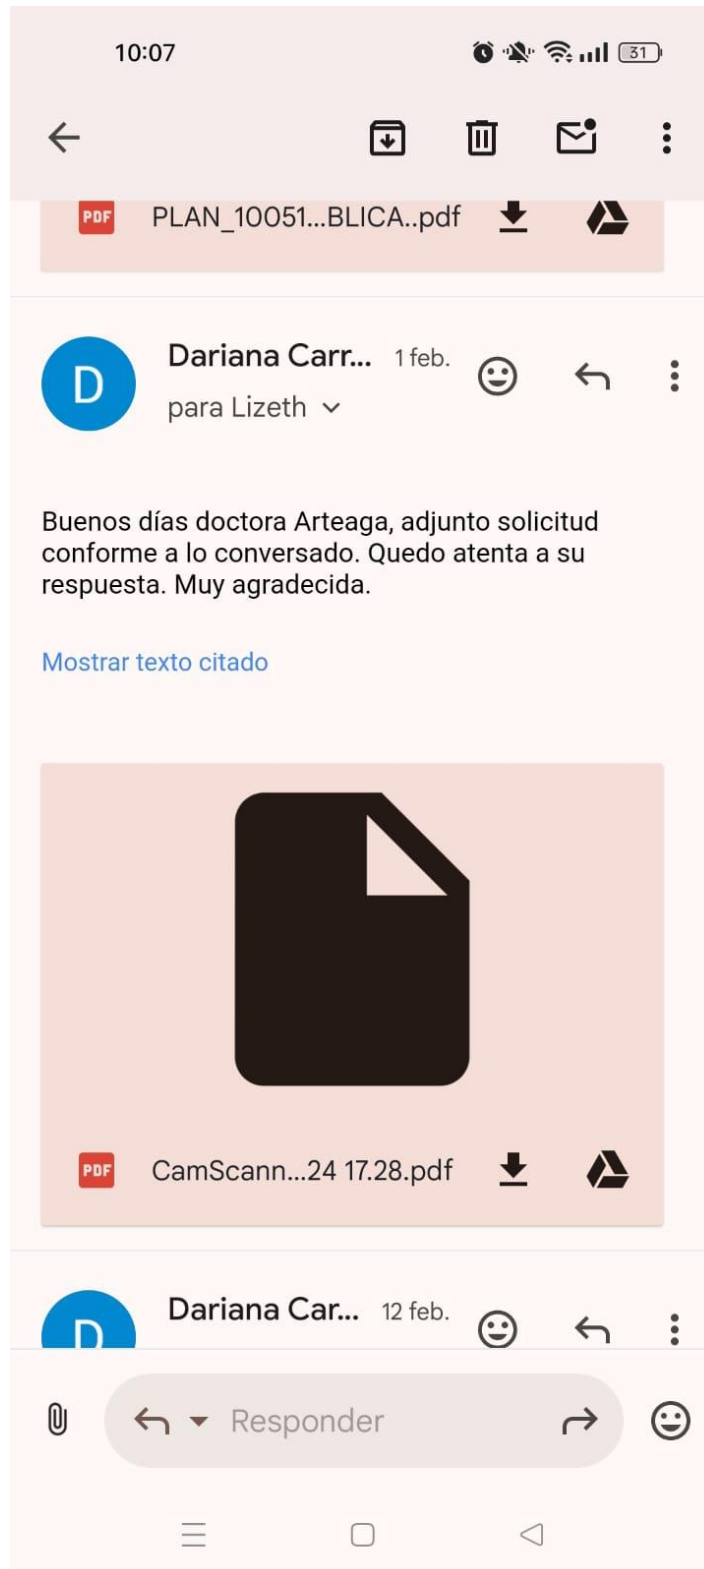 10:07
31
PDF PLAN_10051...BLICA..pdf
D
Dariana Carr... 1 feb.
para Lizeth
Buenos días doctora Arteaga, adjunto solicitud
conforme a lo conversado. Quedo atenta a su
respuesta. Muy agradecida.
Mostrar texto citado
PDF CamScann...24 17.28.pdf
D
Dariana Car... 12 feb.
Responder